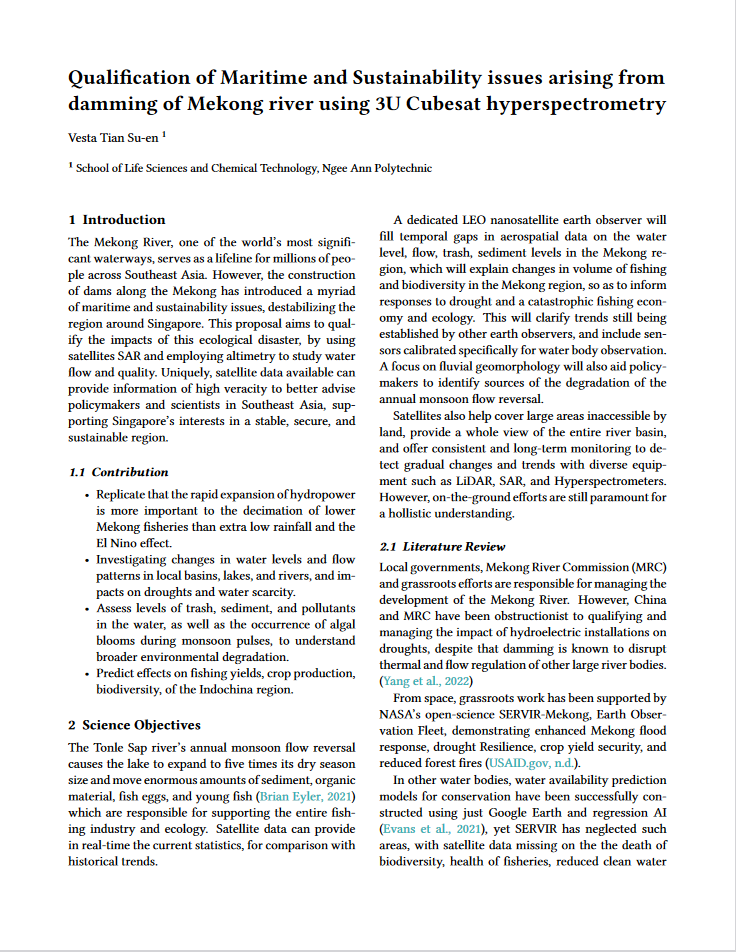 Qualification of Maritime and Sustainability issues arising from
damming of Mekong river using 3U Cubesat hyperspectrometry
Vesta Tian Su-en 1
1 School of Life Sciences and Chemical Technology, Ngee Ann Polytechnic
1 Introduction
The Mekong River, one of the world's most signifi-
cant waterways, serves as a lifeline for millions of peo-
ple across Southeast Asia. However, the construction
of dams along the Mekong has introduced a myriad
of maritime and sustainability issues, destabilizing the
region around Singapore. This proposal aims to qual-
ify the impacts of this ecological disaster, by using
satellites SAR and employing altimetry to study water
flow and quality. Uniquely, satellite data available can
provide information of high veracity to better advise
policymakers and scientists in Southeast Asia, sup-
porting Singapore's interests in a stable, secure, and
sustainable region.
1.1 Contribution
• Replicate that the rapid expansion of hydropower
is more important to the decimation of lower
Mekong fisheries than extra low rainfall and the
El Nino effect.
• Investigating changes in water levels and flow
patterns in local basins, lakes, and rivers, and im-
pacts on droughts and water scarcity.
• Assess levels of trash, sediment, and pollutants
in the water, as well as the occurrence of algal
blooms during monsoon pulses, to understand
broader environmental degradation.
• Predict effects on fishing yields, crop production,
biodiversity, of the Indochina region.
2 Science Objectives
The Tonle Sap river's annual monsoon flow reversal
causes the lake to expand to five times its dry season
size and move enormous amounts of sediment, organic
material, fish eggs, and young fish (Brian Eyler, 2021)
which are responsible for supporting the entire fish-
ing industry and ecology. Satellite data can provide
in real-time the current statistics, for comparison with
historical trends.
A dedicated LEO nanosatellite earth observer will
fill temporal gaps in aerospatial data on the water
level, flow, trash, sediment levels in the Mekong re-
gion, which will explain changes in volume of fishing
and biodiversity in the Mekong region, so as to inform
responses to drought and a catastrophic fishing econ-
omy and ecology. This will clarify trends still being
established by other earth observers, and include sen-
sors calibrated specifically for water body observation.
A focus on fluvial geomorphology will also aid policy-
makers to identify sources of the degradation of the
annual monsoon flow reversal.
Satellites also help cover large areas inaccessible by
land, provide a whole view of the entire river basin,
and offer consistent and long-term monitoring to de-
tect gradual changes and trends with diverse equip-
ment such as LiDAR, SAR, and Hyperspectrometers.
However, on-the-ground efforts are still paramount for
a hollistic understanding.
2.1 Literature Review
Local governments, Mekong River Commission (MRC)
and grassroots efforts are responsible for managing the
development of the Mekong River. However, China
and MRC have been obstructionist to qualifying and
managing the impact of hydroelectric installations on
droughts, despite that damming is known to disrupt
thermal and flow regulation of other large river bodies.
(Yang et al., 2022)
From space, grassroots work has been supported by
NASA's open-science SERVIR-Mekong, Earth Obser-
vation Fleet, demonstrating enhanced Mekong flood
response, drought Resilience, crop yield security, and
reduced forest fires (USAID.gov, n.d.).
In other water bodies, water availability prediction
models for conservation have been successfully con-
structed using just Google Earth and regression AI
(Evans et al., 2021), yet SERVIR has neglected such
areas, with satellite data missing on the the death of
biodiversity, health of fisheries, reduced clean water